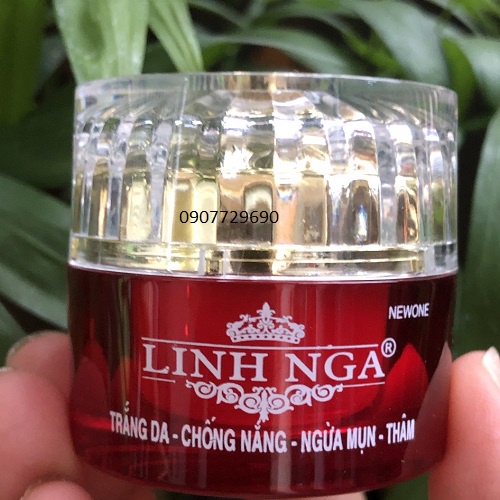 0907729690
NEWONE
LINH NGA®
TRẮNG DA - CHỐNG NẮNG - NGỪA MỤN - THÂM